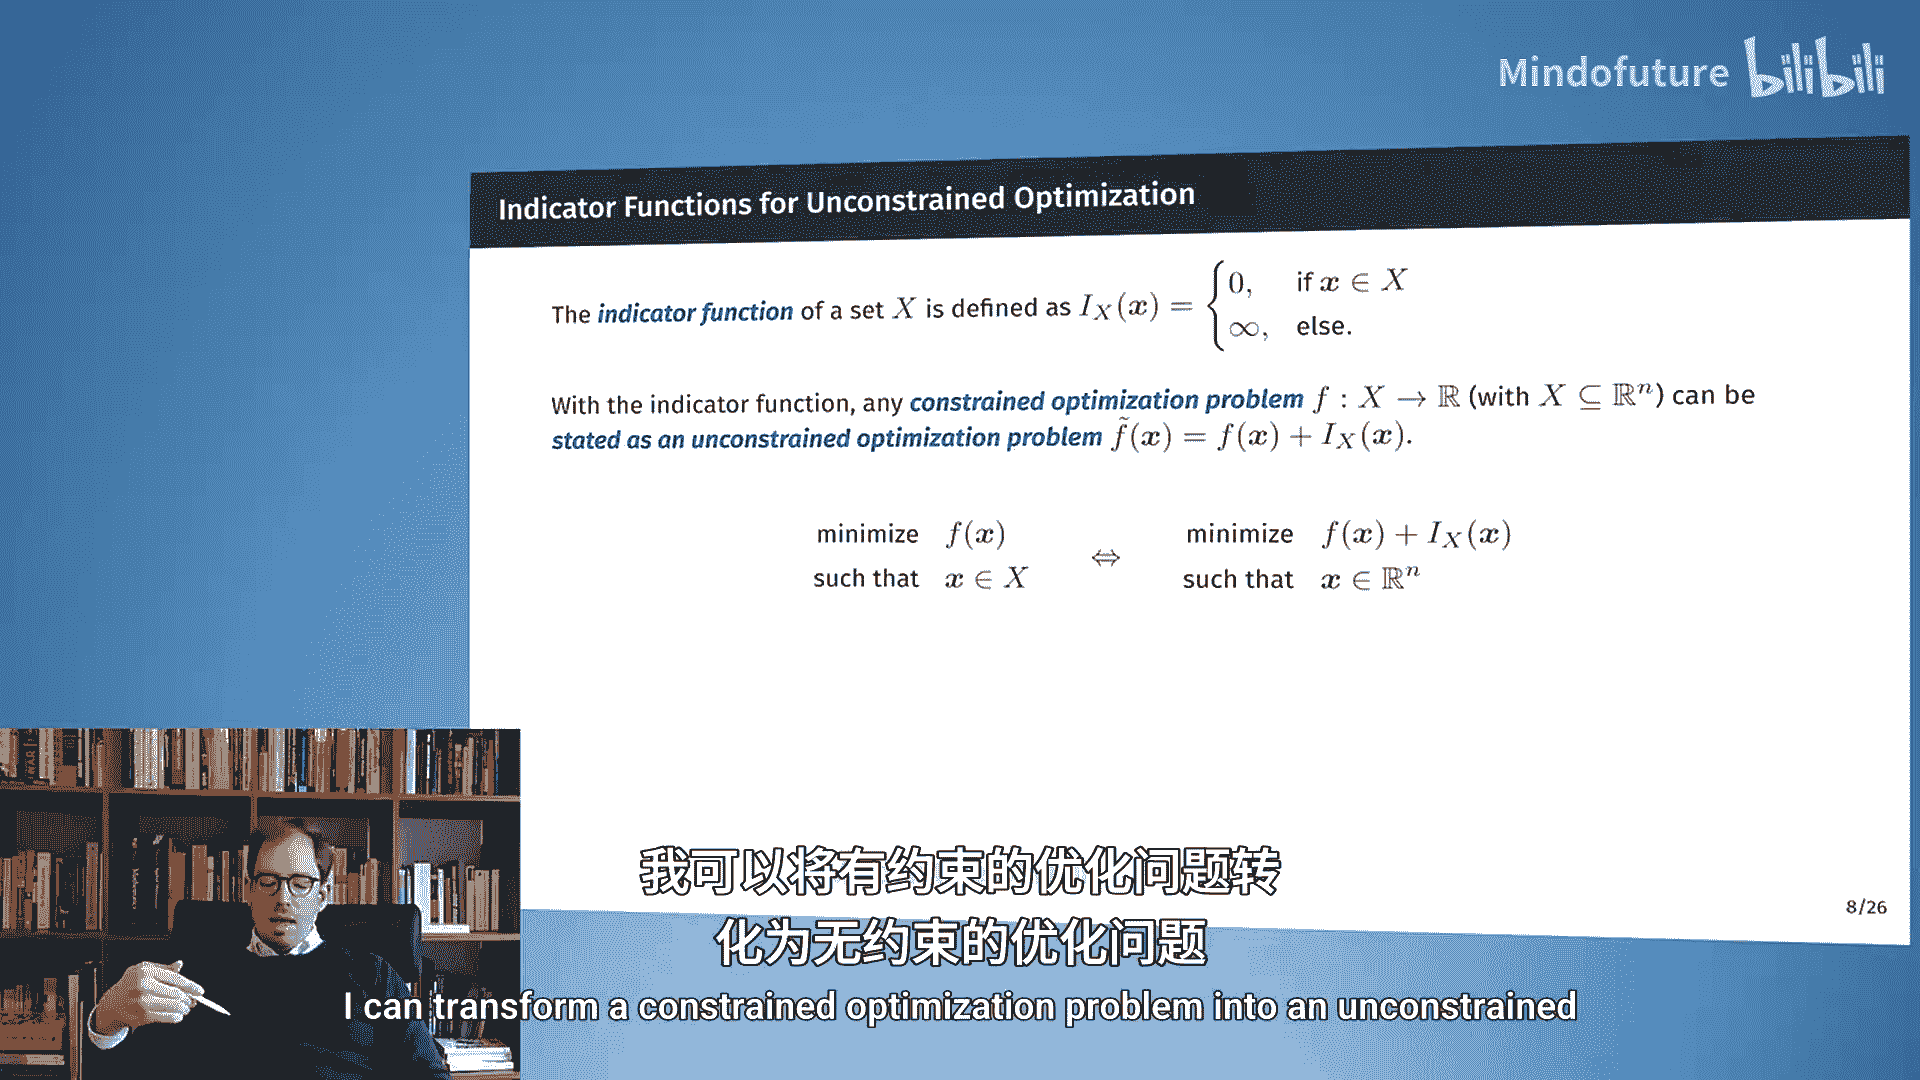 Mindofuture bilibili
Indicator Functions for Unconstrained Optimization
The indicator function of a set X is defined as I_X(x) = { 0, if x ∈ X
∞, else.
With the indicator function, any constrained optimization problem f : X → ℝ (with X ⊆ ℝⁿ) can be
stated as an unconstrained optimization problem f̃(x) = f(x) + I_X(x).
minimize f(x) ⇔ minimize f(x) + I_X(x)
such that x ∈ X such that x ∈ ℝⁿ
8/26
我可以将有约束的优化问题转
化为无约束的优化问题
I can transform a constrained optimization problem into an unconstrained